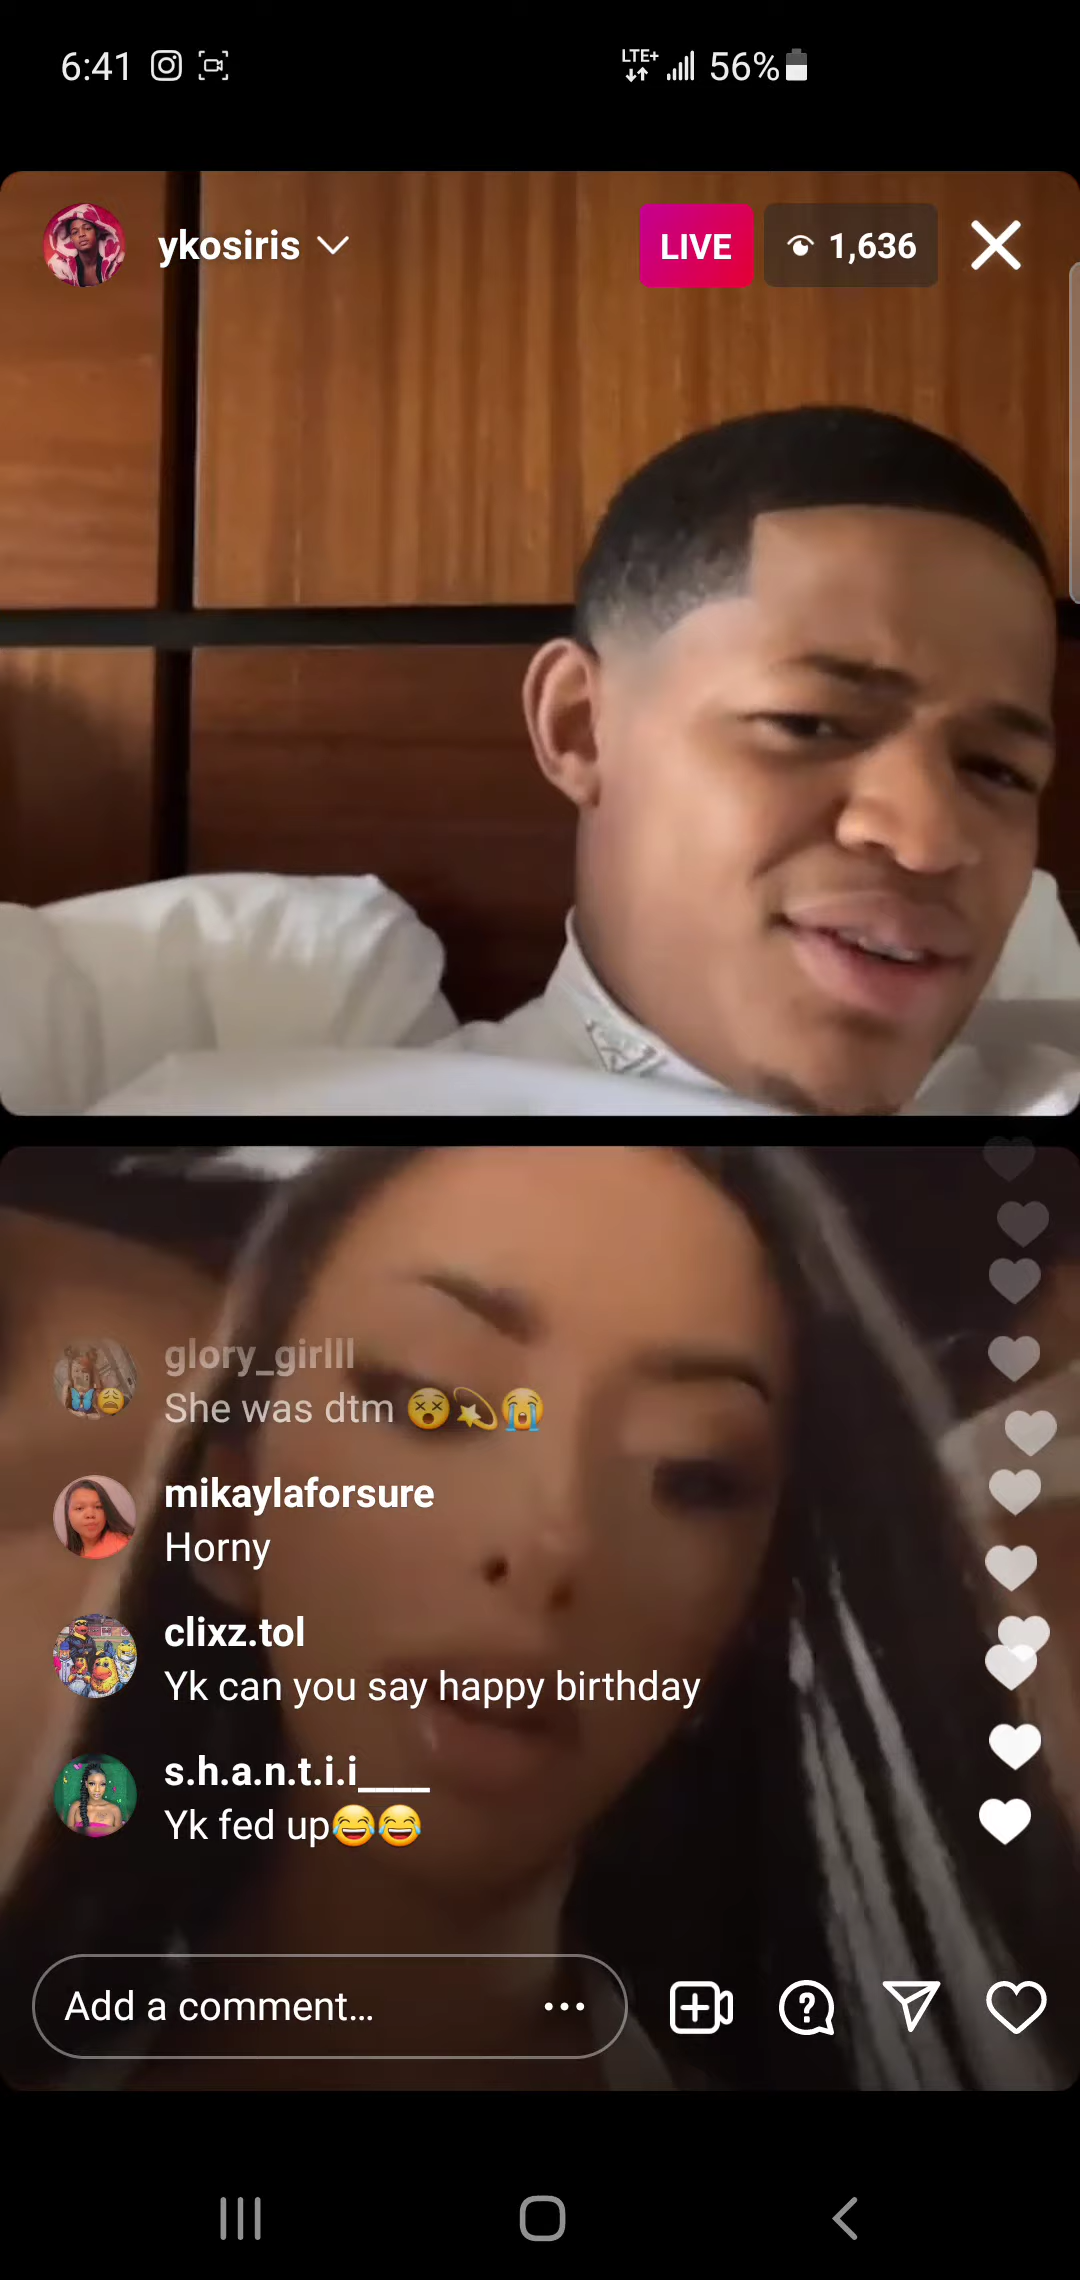 6:41 LTE+ 56%
ykosiris LIVE 1,636
glory_girlll
She was dtm 😵💫😭
mikaylaforsure
Horny
clixz.tol
Yk can you say happy birthday
s.h.a.n.t.i.i____
Yk fed up😂😂
Add a comment...